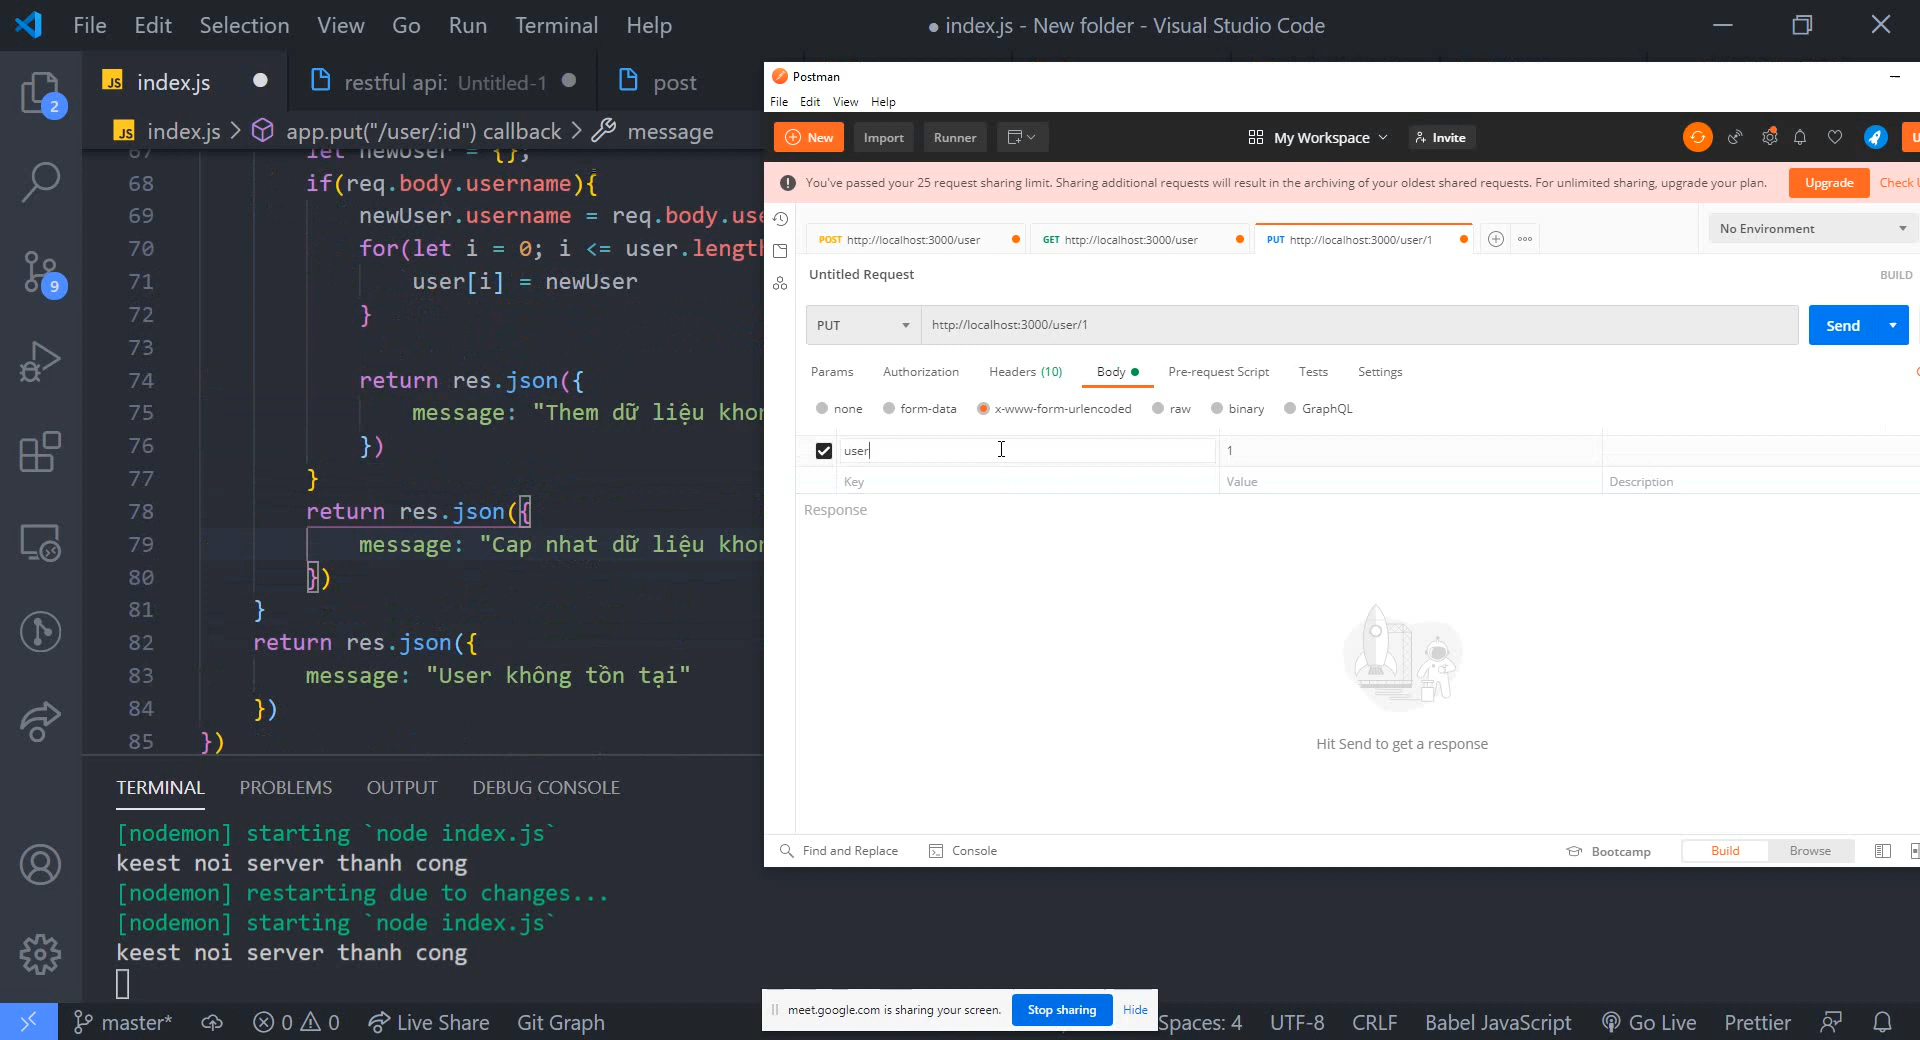 File Edit Selection View Go Run Terminal Help
● index.js - New folder - Visual Studio Code
JS index.js
restful api: Untitled-1
post
JS index.js > app.put("/user/:id") callback > message
67 let newUser = {};
68 if(req.body.username){
69 newUser.username = req.body.use
70 for(let i = 0; i <= user.length
71 user[i] = newUser
72 }
73
74 return res.json({
75 message: "Them dữ liệu khon
76 })
77 }
78 return res.json({
79 message: "Cap nhat dữ liệu khon
80 })
81 }
82 return res.json({
83 message: "User không tồn tại"
84 })
85 })
2
9
TERMINAL PROBLEMS OUTPUT DEBUG CONSOLE
[nodemon] starting `node index.js`
keest noi server thanh cong
[nodemon] restarting due to changes...
[nodemon] starting `node index.js`
keest noi server thanh cong
master* 0 0 Live Share Git Graph
Spaces: 4 UTF-8 CRLF Babel JavaScript Go Live Prettier
Postman
File Edit View Help
New Import Runner
My Workspace Invite
You've passed your 25 request sharing limit. Sharing additional requests will result in the archiving of your oldest shared requests. For unlimited sharing, upgrade your plan.
Upgrade Check
POST http://localhost:3000/user
GET http://localhost:3000/user
PUT http://localhost:3000/user/1
No Environment
Untitled Request
BUILD
PUT http://localhost:3000/user/1
Send
Params Authorization Headers (10) Body Pre-request Script Tests Settings
none form-data x-www-form-urlencoded raw binary GraphQL
user 1
Key Value Description
Response
Hit Send to get a response
Find and Replace Console
Bootcamp Build Browse
meet.google.com is sharing your screen. Stop sharing Hide